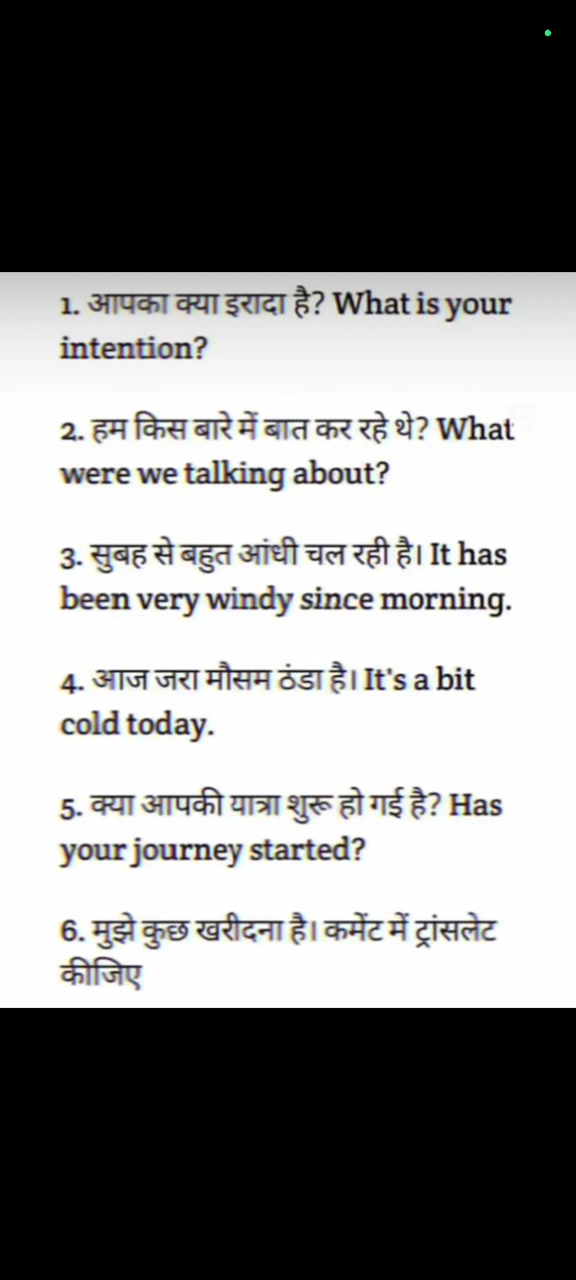 1. आपका क्या इरादा है? What is your
intention?
2. हम किस बारे में बात कर रहे थे? What
were we talking about?
3. सुबह से बहुत आंधी चल रही है। It has
been very windy since morning.
4. आज जरा मौसम ठंडा है। It's a bit
cold today.
5. क्या आपकी यात्रा शुरू हो गई है? Has
your journey started?
6. मुझे कुछ खरीदना है। कमेंट में ट्रांसलेट
कीजिए